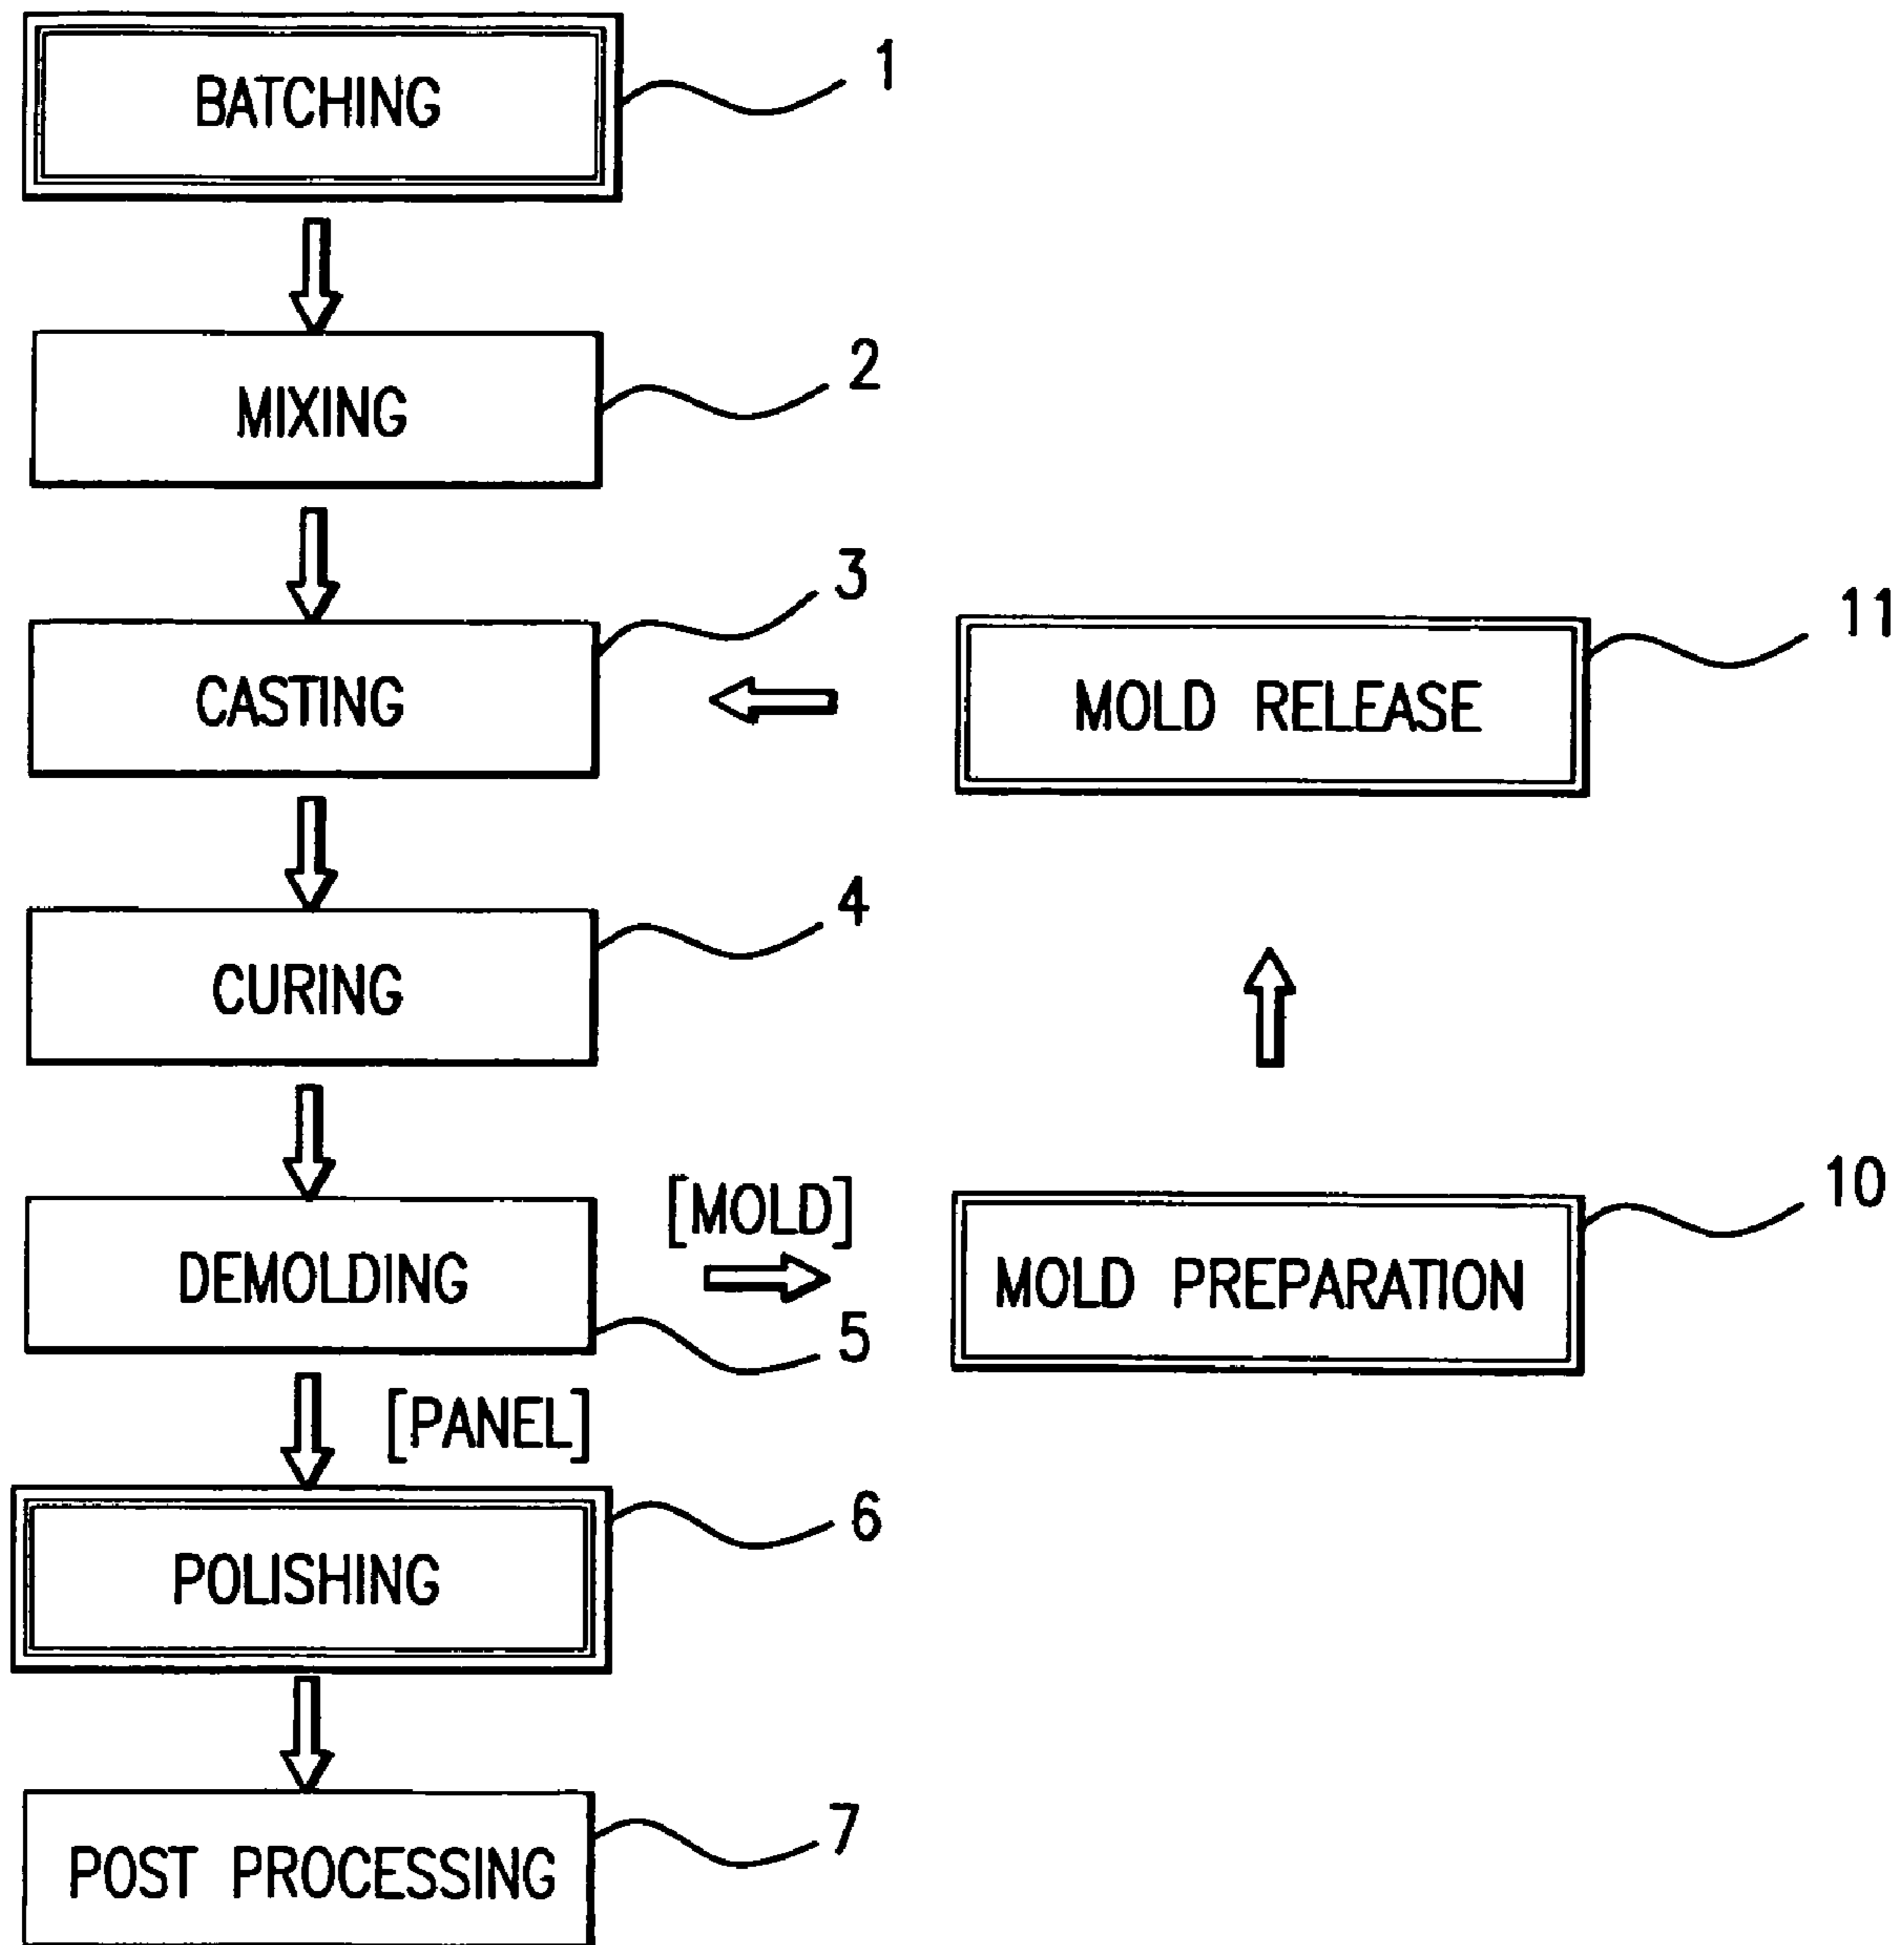 BATCHING
1
MIXING
2
CASTING
3
MOLD RELEASE
11
CURING
4
DEMOLDING
5
[MOLD]
MOLD PREPARATION
10
[PANEL]
POLISHING
6
POST PROCESSING
7